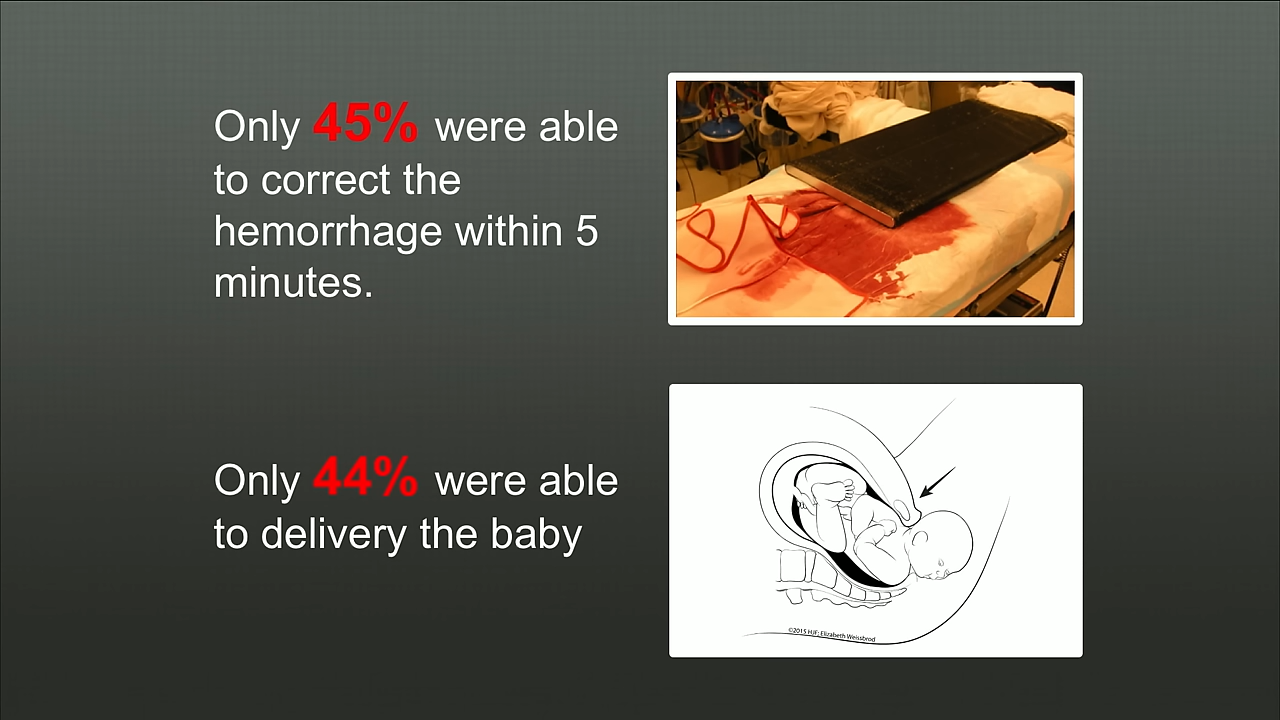 Only 45% were able
to correct the
hemorrhage within 5
minutes.
Only 44% were able
to delivery the baby
©2015 HJF; Elizabeth Weissbrod